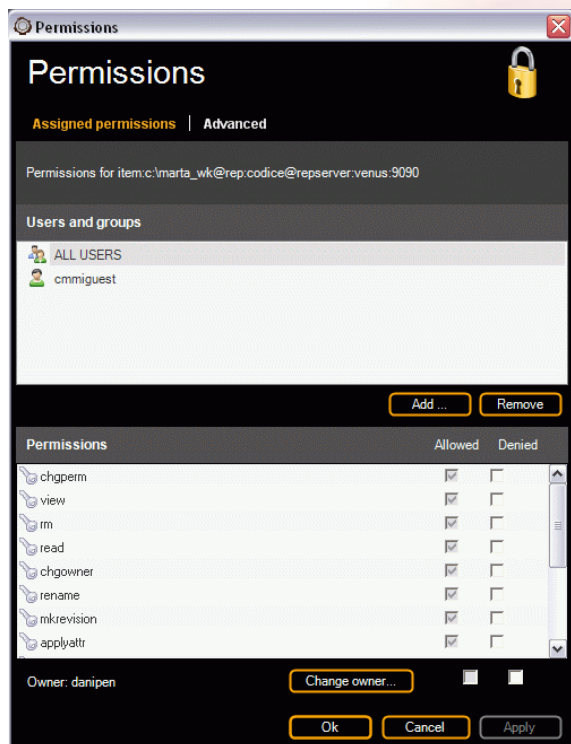 Permissions
Permissions
Assigned permissions | Advanced
Permissions for item:c:\marta_wk@rep:codice@repserver:venus:9090
Users and groups
ALL USERS
cmmiguest
Add ... Remove
Permissions Allowed Denied
chgperm
view
rm
read
chgowner
rename
mkrevision
applyattr
Owner: danipen Change owner...
Ok Cancel Apply